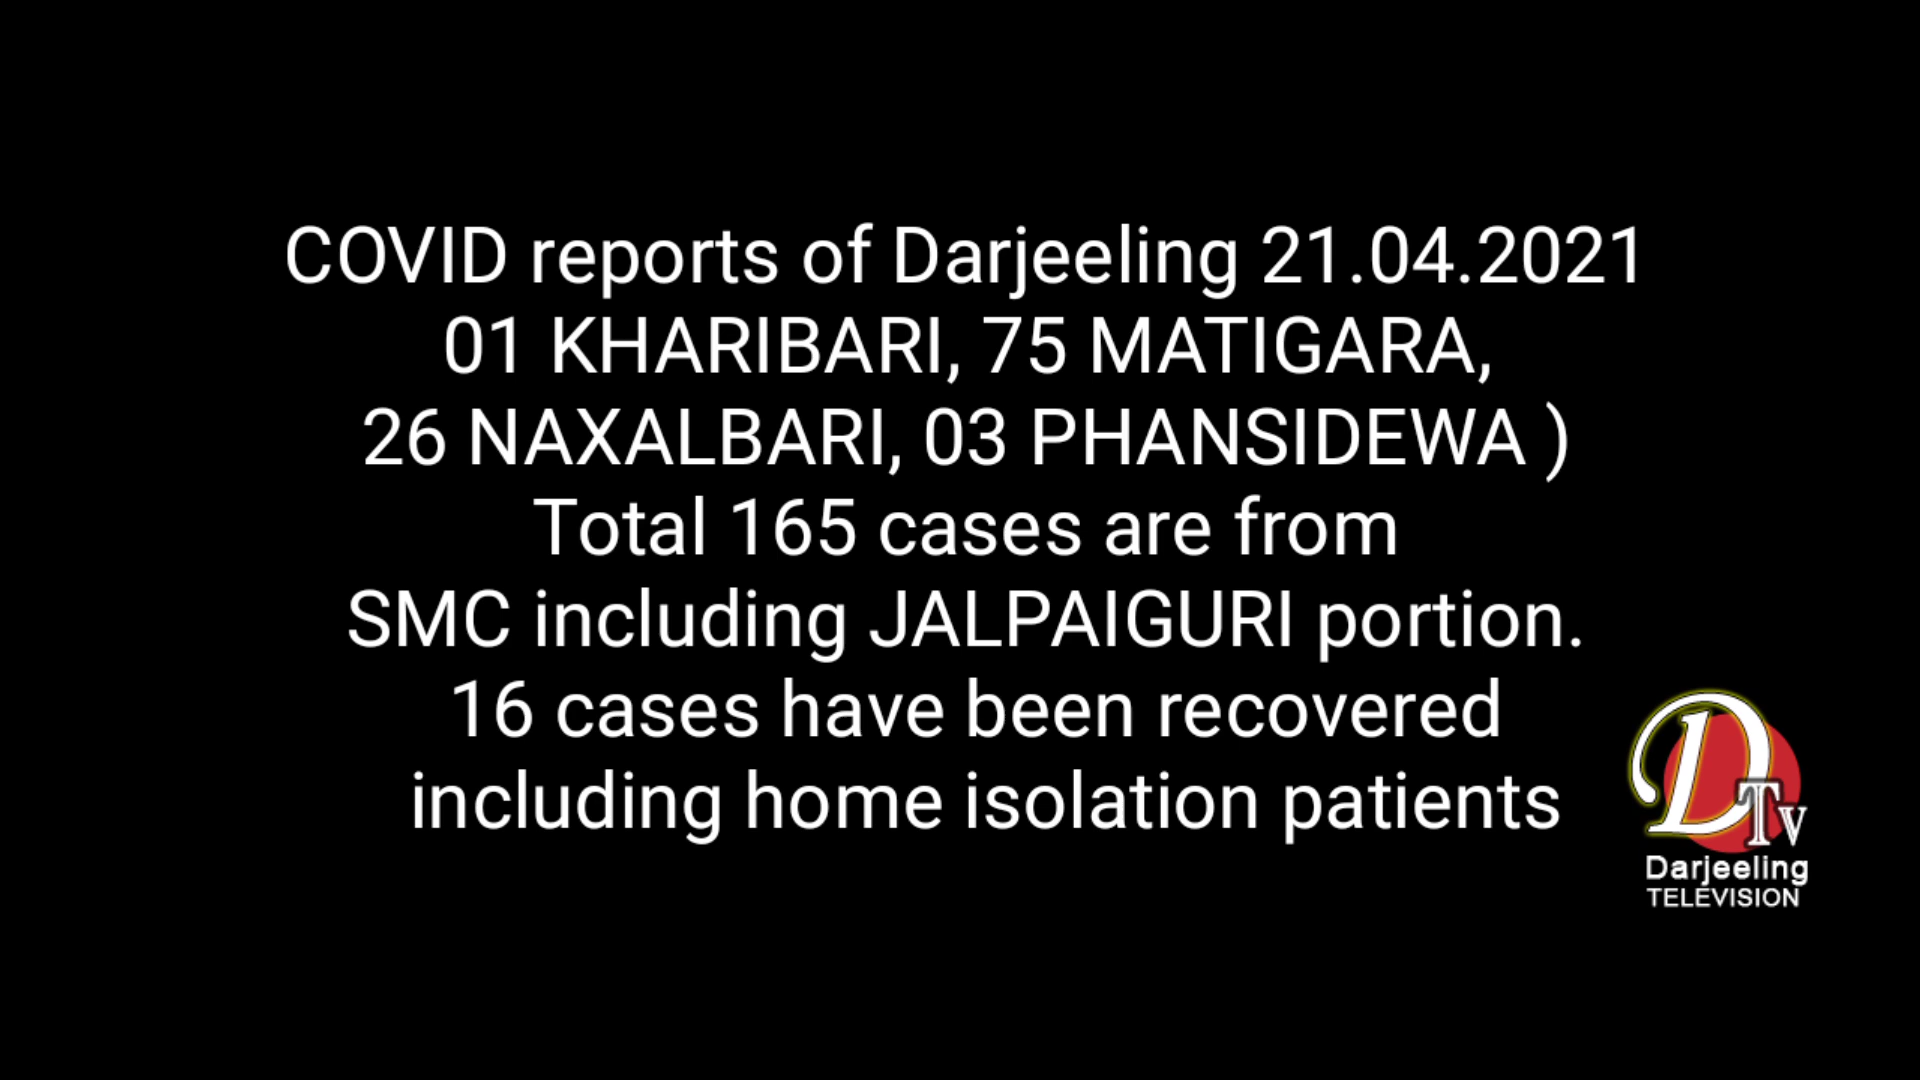 COVID reports of Darjeeling 21.04.2021
01 KHARIBARI, 75 MATIGARA,
26 NAXALBARI, 03 PHANSIDEWA )
Total 165 cases are from
SMC including JALPAIGURI portion.
16 cases have been recovered
including home isolation patients
DTV
Darjeeling
TELEVISION